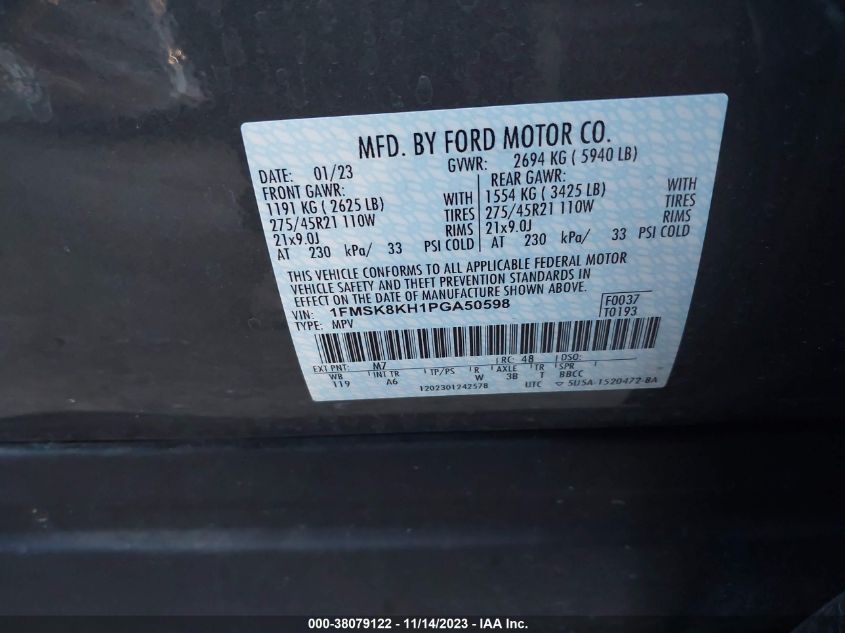 MFD. BY FORD MOTOR CO.
DATE: 01/23 GVWR: 2694 KG ( 5940 LB)
FRONT GAWR: REAR GAWR:
1191 KG ( 2625 LB) WITH 1554 KG ( 3425 LB) WITH
275/45R21 110W TIRES 275/45R21 110W TIRES
21x9.0J RIMS 21x9.0J RIMS
AT 230 kPa/ 33 PSI COLD AT 230 kPa/ 33 PSI COLD
THIS VEHICLE CONFORMS TO ALL APPLICABLE FEDERAL MOTOR
VEHICLE SAFETY AND THEFT PREVENTION STANDARDS IN
EFFECT ON THE DATE OF MANUFACTURE SHOWN ABOVE.
VIN: 1FMSK8KH1PGA50598 F0037
TYPE: MPV T0193
EXT PNT: M7 RC: 48 DSO:
WB INT TR TP/PS R AXLE TR SPR
119 A6 W 3B T BBCC
1202301242578 UTC ▽ 5U5A-1520472-BA
000-38079122 - 11/14/2023 - IAA Inc.